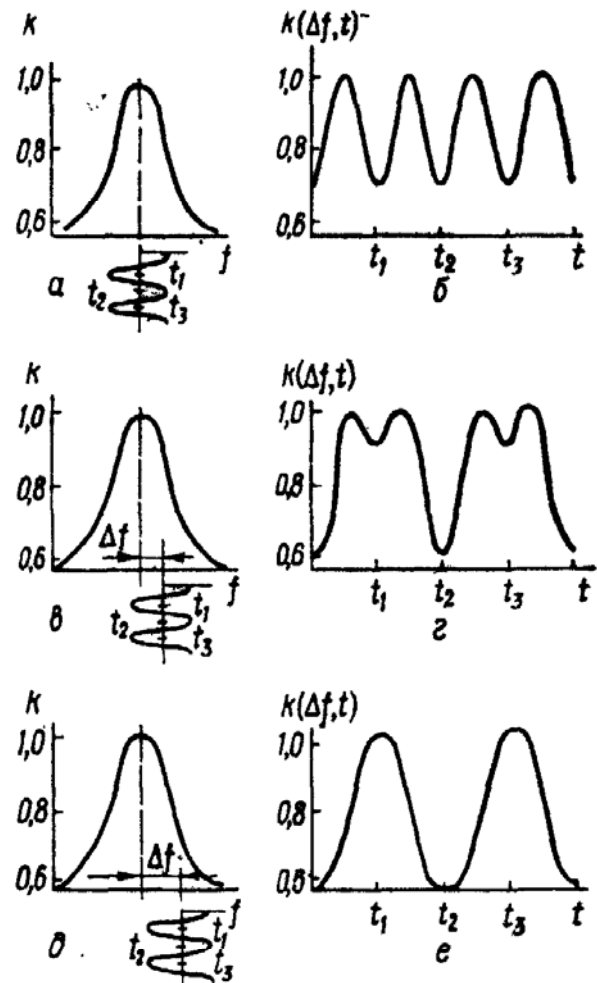 k
1,0
0,8
0,6
f
t₁
t₂
t₃
а
k(Δf,t)
1,0
0,8
0,6
t₁
t₂
t₃
t
б
k
1,0
0,8
0,6
Δf
f
t₁
t₂
t₃
в
k(Δf,t)
1,0
0,8
0,6
t₁
t₂
t₃
t
г
k
1,0
0,8
0,6
Δf
f
t₁
t₂
t₃
д
k(Δf,t)
1,0
0,8
0,6
t₁
t₂
t₃
t
е